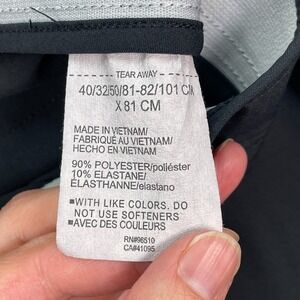 TEAR AWAY
40/32/50/81-82/101 CM
X 81 CM
MADE IN VIETNAM/
FABRIQUÉ AU VIETNAM/
HECHO EN VIETNAM
90% POLYESTER/poliéster
10% ELASTANE/
ELASTHANNE/elastano
■WITH LIKE COLORS. DO
NOT USE SOFTENERS
■AVEC DES COULEURS
RN#96510
CA#41095